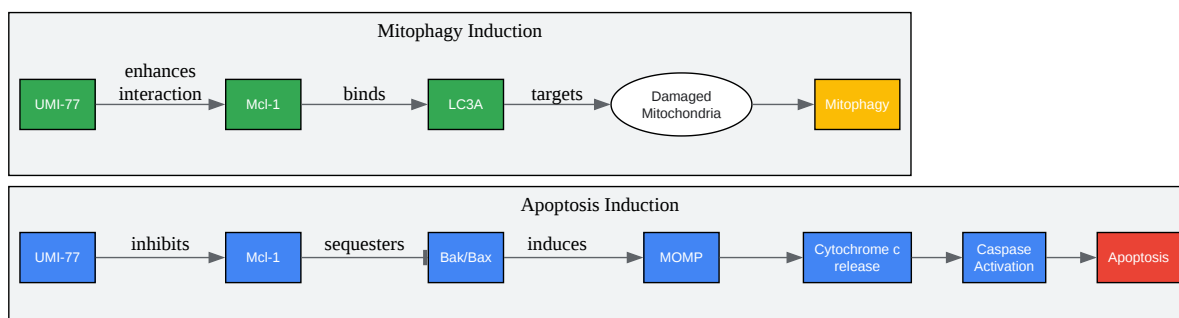 Mitophagy Induction
enhances
interaction
binds
targets
UMI-77
Mcl-1
LC3A
Damaged
Mitochondria
Mitophagy
Apoptosis Induction
inhibits
sequesters
induces
UMI-77
Mcl-1
Bak/Bax
MOMP
Cytochrome c
release
Caspase
Activation
Apoptosis